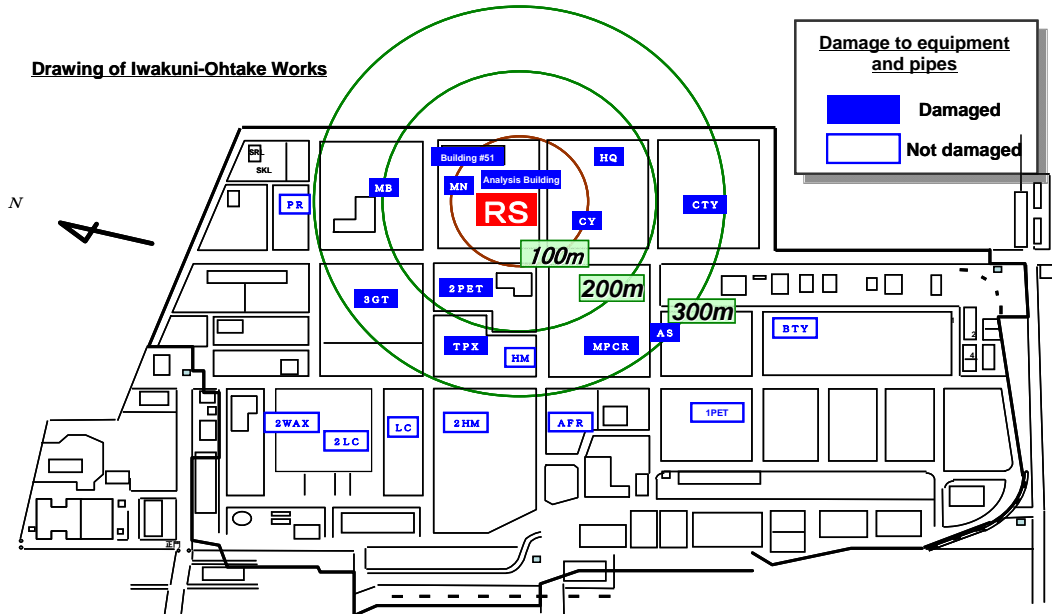 Drawing of Iwakuni-Ohtake Works
Damage to equipment
and pipes
Damaged
Not damaged
N
SRL
SKL
Building #51
HQ
MN
Analysis Building
MB
PR
RS
CY
CTY
100m
200m
300m
3GT
2PET
TPX
HM
MPCR
AS
BTY
2
4
2WAX
2LC
LC
2HM
AFR
1PET
正